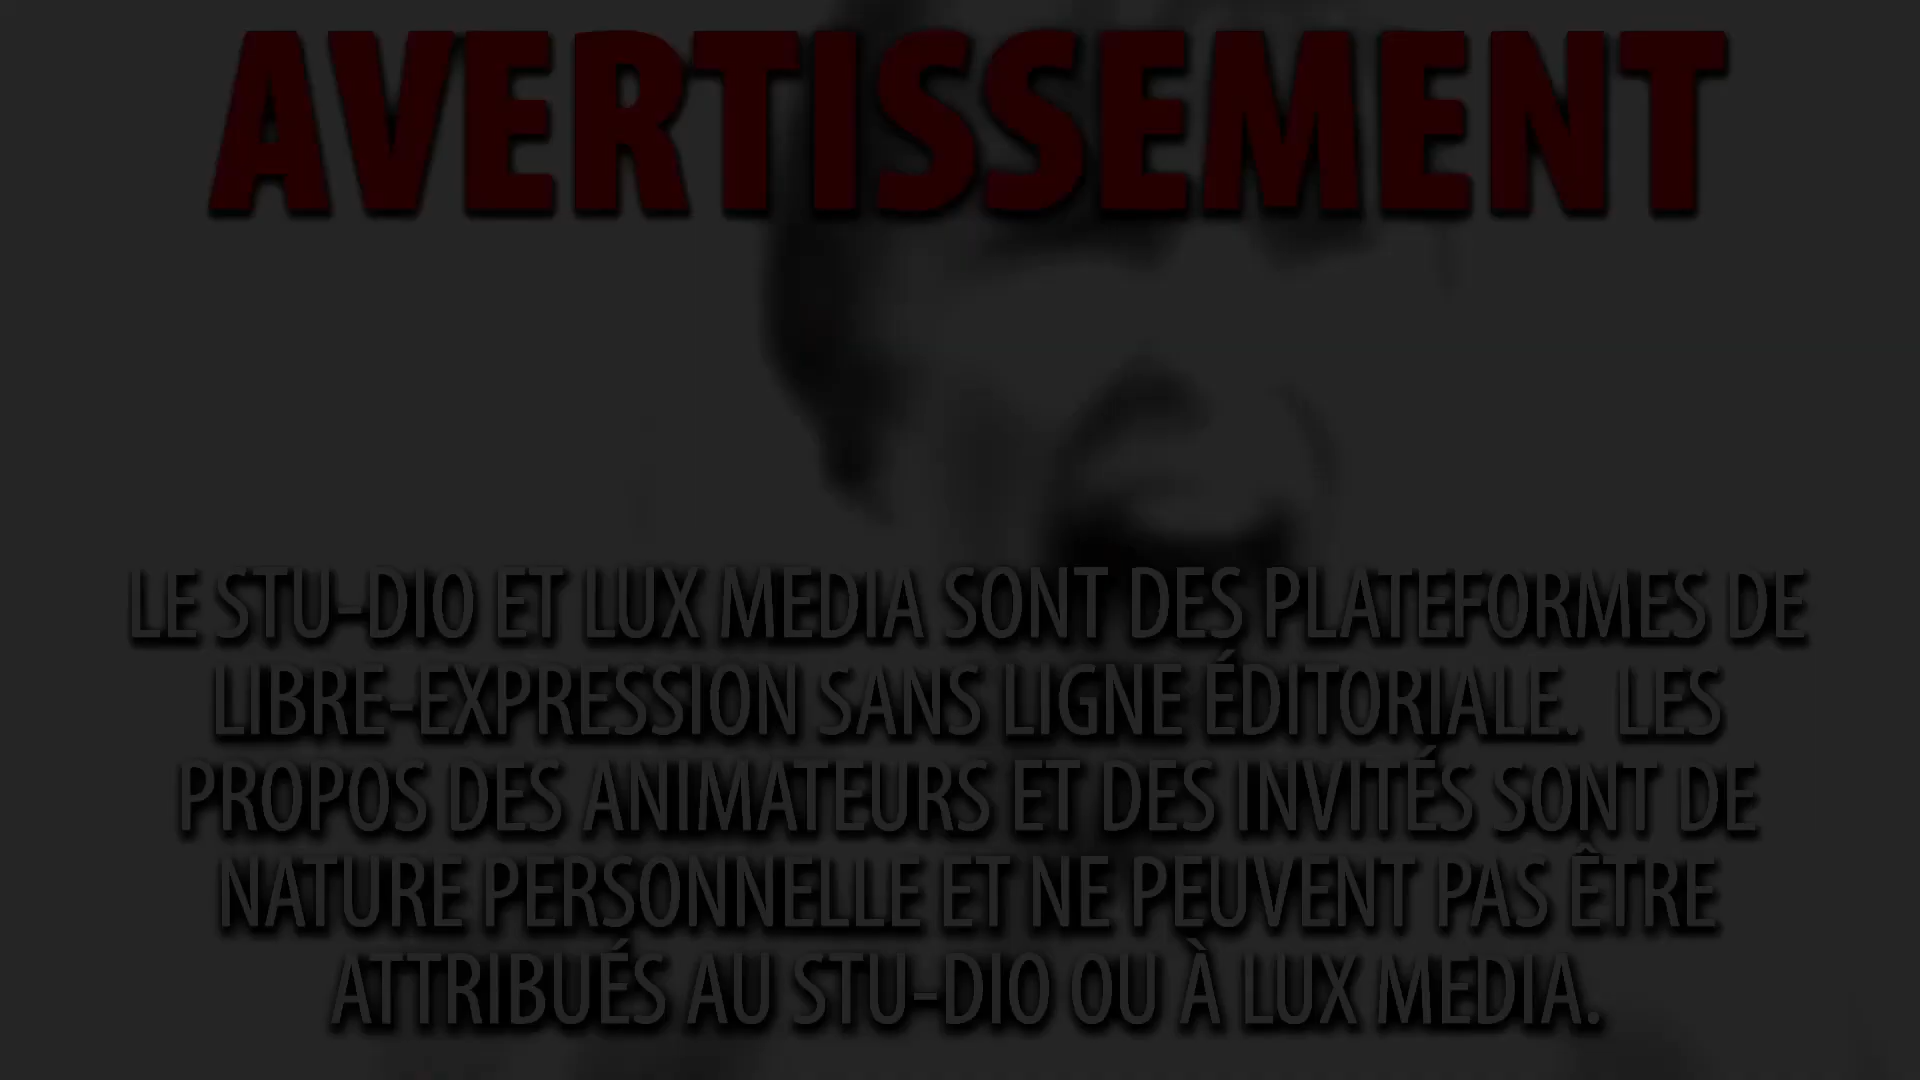 AVERTISSEMENT
LE STU-DIO ET LUX MEDIA SONT DES PLATEFORMES DE
LIBRE-EXPRESSION SANS LIGNE ÉDITORIALE.  LES
PROPOS DES ANIMATEURS ET DES INVITÉS SONT DE
NATURE PERSONNELLE ET NE PEUVENT PAS ÊTRE
ATTRIBUÉS AU STU-DIO OU À LUX MEDIA.